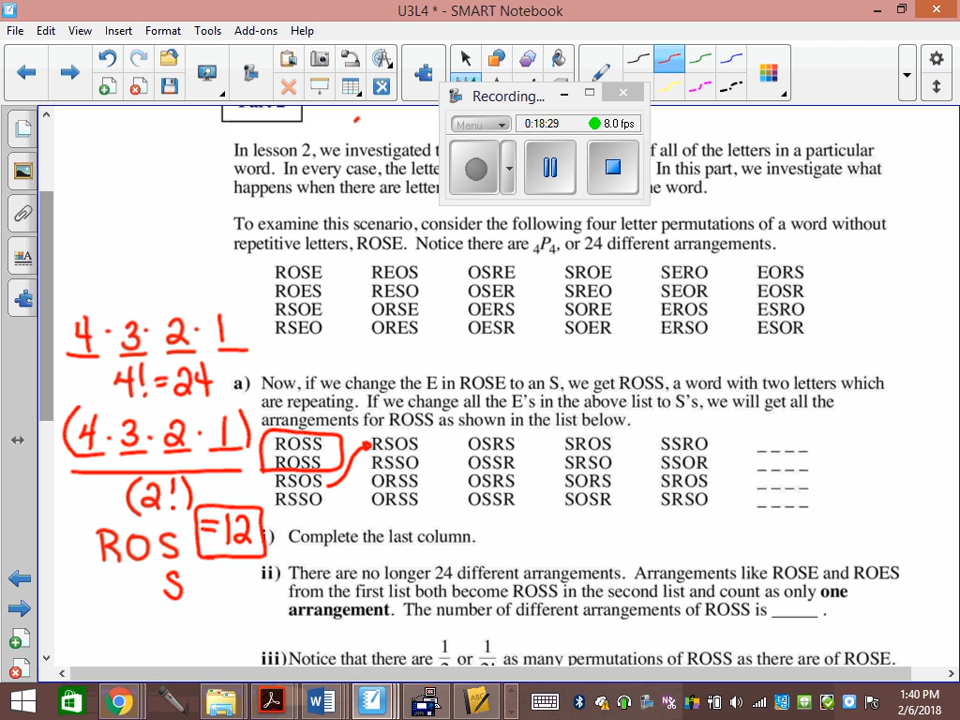 U3L4 * - SMART Notebook
File Edit View Insert Format Tools Add-ons Help
Recording...
Menu 0:18:29 8.0 fps
In lesson 2, we investigated f all of the letters in a particular
word. In every case, the lette In this part, we investigate what
happens when there are letter the word.
To examine this scenario, consider the following four letter permutations of a word without
repetitive letters, ROSE. Notice there are ₄P₄, or 24 different arrangements.
ROSE REOS OSRE SROE SERO EORS
ROES RESO OSER SREO SEOR EOSR
RSOE ORSE OERS SORE EROS ESRO
RSEO ORES OESR SOER ERSO ESOR
4 · 3 · 2 · 1
4! = 24
a) Now, if we change the E in ROSE to an S, we get ROSS, a word with two letters which
are repeating. If we change all the E's in the above list to S's, we will get all the
arrangements for ROSS as shown in the list below.
(4 · 3 · 2 · 1)
(2!)
= 12
R O S
S
ROSS RSOS OSRS SROS SSRO _ _ _ _
ROSS RSSO OSSR SRSO SSOR _ _ _ _
RSOS ORSS OSRS SORS SROS _ _ _ _
RSSO ORSS OSSR SOSR SRSO _ _ _ _
i) Complete the last column.
ii) There are no longer 24 different arrangements. Arrangements like ROSE and ROES
from the first list both become ROSS in the second list and count as only one
arrangement. The number of different arrangements of ROSS is _____ .
iii) Notice that there are 1/2 or 1/2! as many permutations of ROSS as there are of ROSE.
1:40 PM
2/6/2018